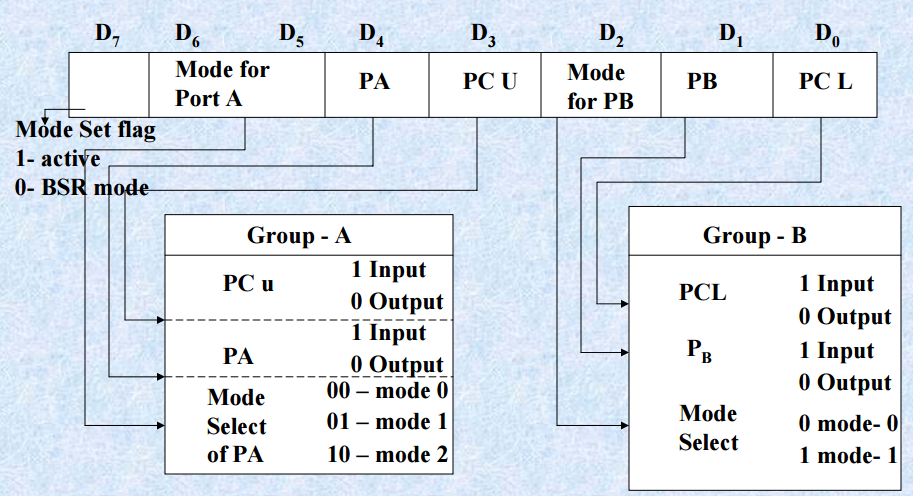 D7 D6 D5 D4 D3 D2 D1 D0
Mode for
Port A
PA
PC U
Mode
for PB
PB
PC L
Mode Set flag
1- active
0- BSR mode
Group - A
PC u
1 Input
0 Output
PA
1 Input
0 Output
Mode
Select
of PA
00 – mode 0
01 – mode 1
10 – mode 2
Group - B
PCL
1 Input
0 Output
PB
1 Input
0 Output
Mode
Select
0 mode- 0
1 mode- 1